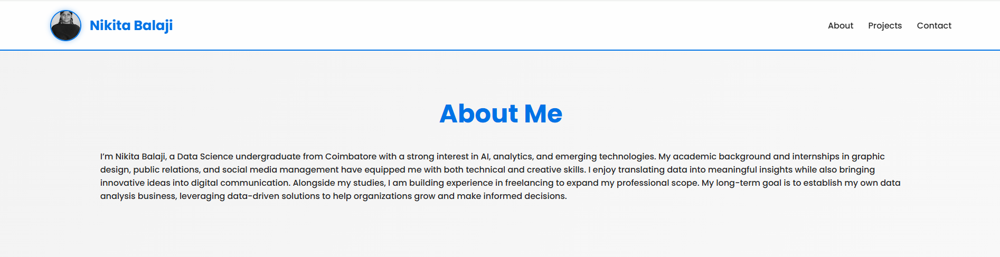 Nikita Balaji
About
Projects
Contact
About Me
I’m Nikita Balaji, a Data Science undergraduate from Coimbatore with a strong interest in AI, analytics, and emerging technologies. My academic background and internships in graphic
design, public relations, and social media management have equipped me with both technical and creative skills. I enjoy translating data into meaningful insights while also bringing
innovative ideas into digital communication. Alongside my studies, I am building experience in freelancing to expand my professional scope. My long-term goal is to establish my own data
analysis business, leveraging data-driven solutions to help organizations grow and make informed decisions.